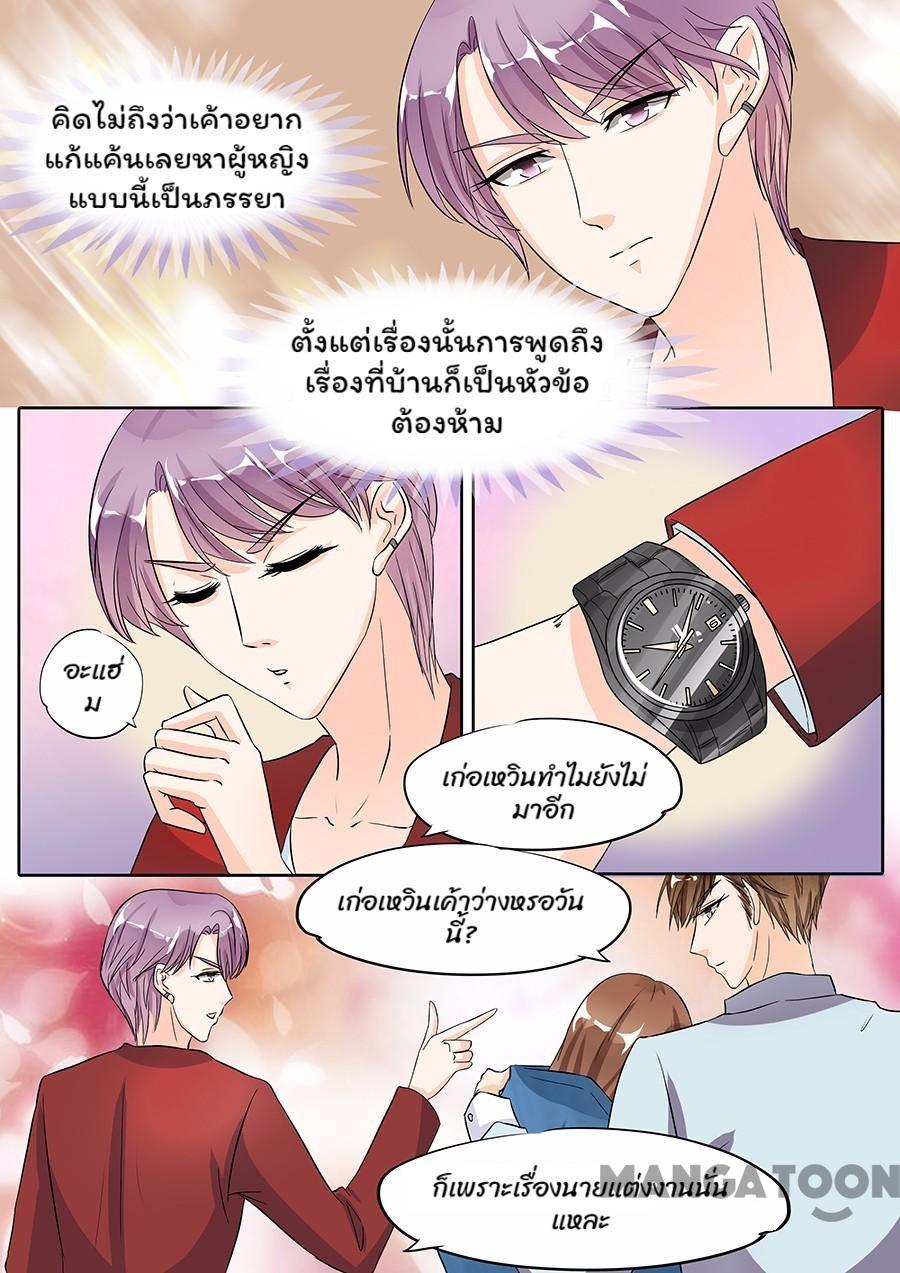 คิดไม่ถึงว่าเค้าอยาก
แก้แค้นเลยหาผู้หญิง
แบบนี้เป็นภรรยา
ตั้งแต่เรื่องนั้นการพูดถึง
เรื่องที่บ้านก็เป็นหัวข้อ
ต้องห้าม
อะแฮ่
ม
เก่อเหวินทำไมยังไม่
มาอีก
เก่อเหวินเค้าว่างหรอวัน
นี้?
ก็เพราะเรื่องนายแต่งงานนั่น
แหละ
MANGATOON